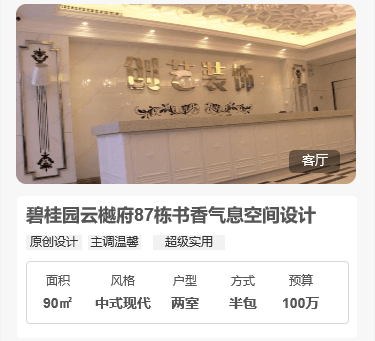 创艺装饰
客厅
碧桂园云樾府87栋书香气息空间设计
原创设计 主调温馨 超级实用
面积 风格 户型 方式 预算
90㎡ 中式现代 两室 半包 100万